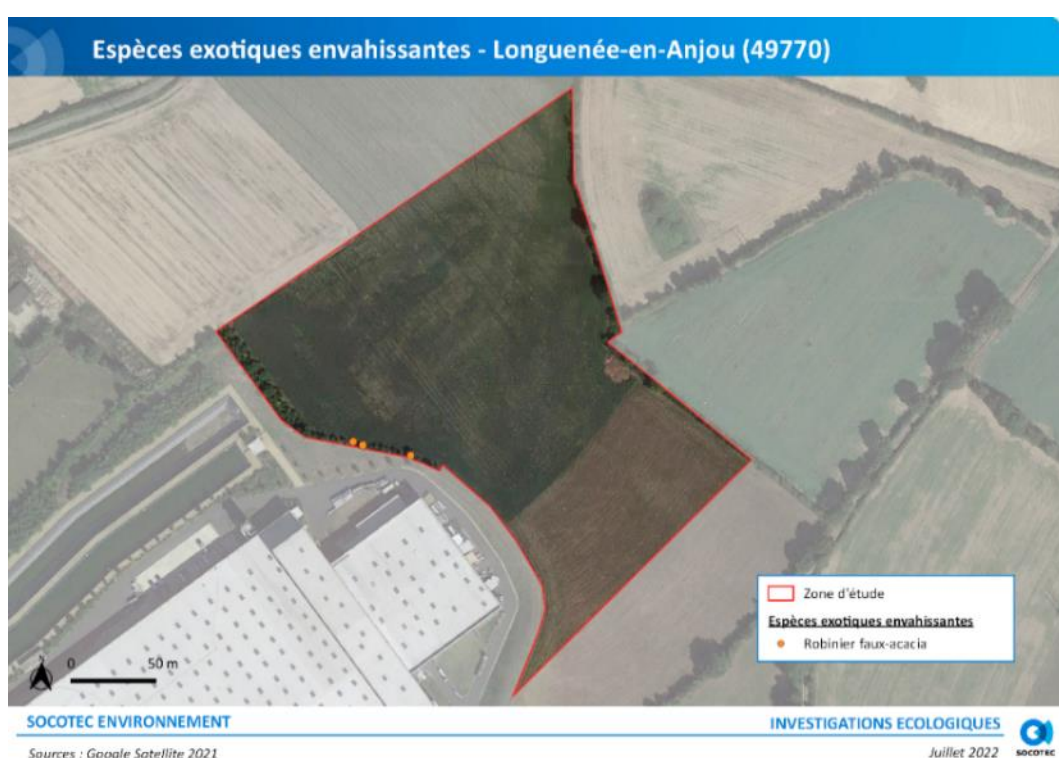 Espèces exotiques envahissantes - Longuenée-en-Anjou (49770)
Zone d'étude
Espèces exotiques envahissantes
Robinier faux-acacia
0 50 m
SOCOTEC ENVIRONNEMENT
INVESTIGATIONS ECOLOGIQUES
Sources : Google Satellite 2021
Juillet 2022
SOCOTEC